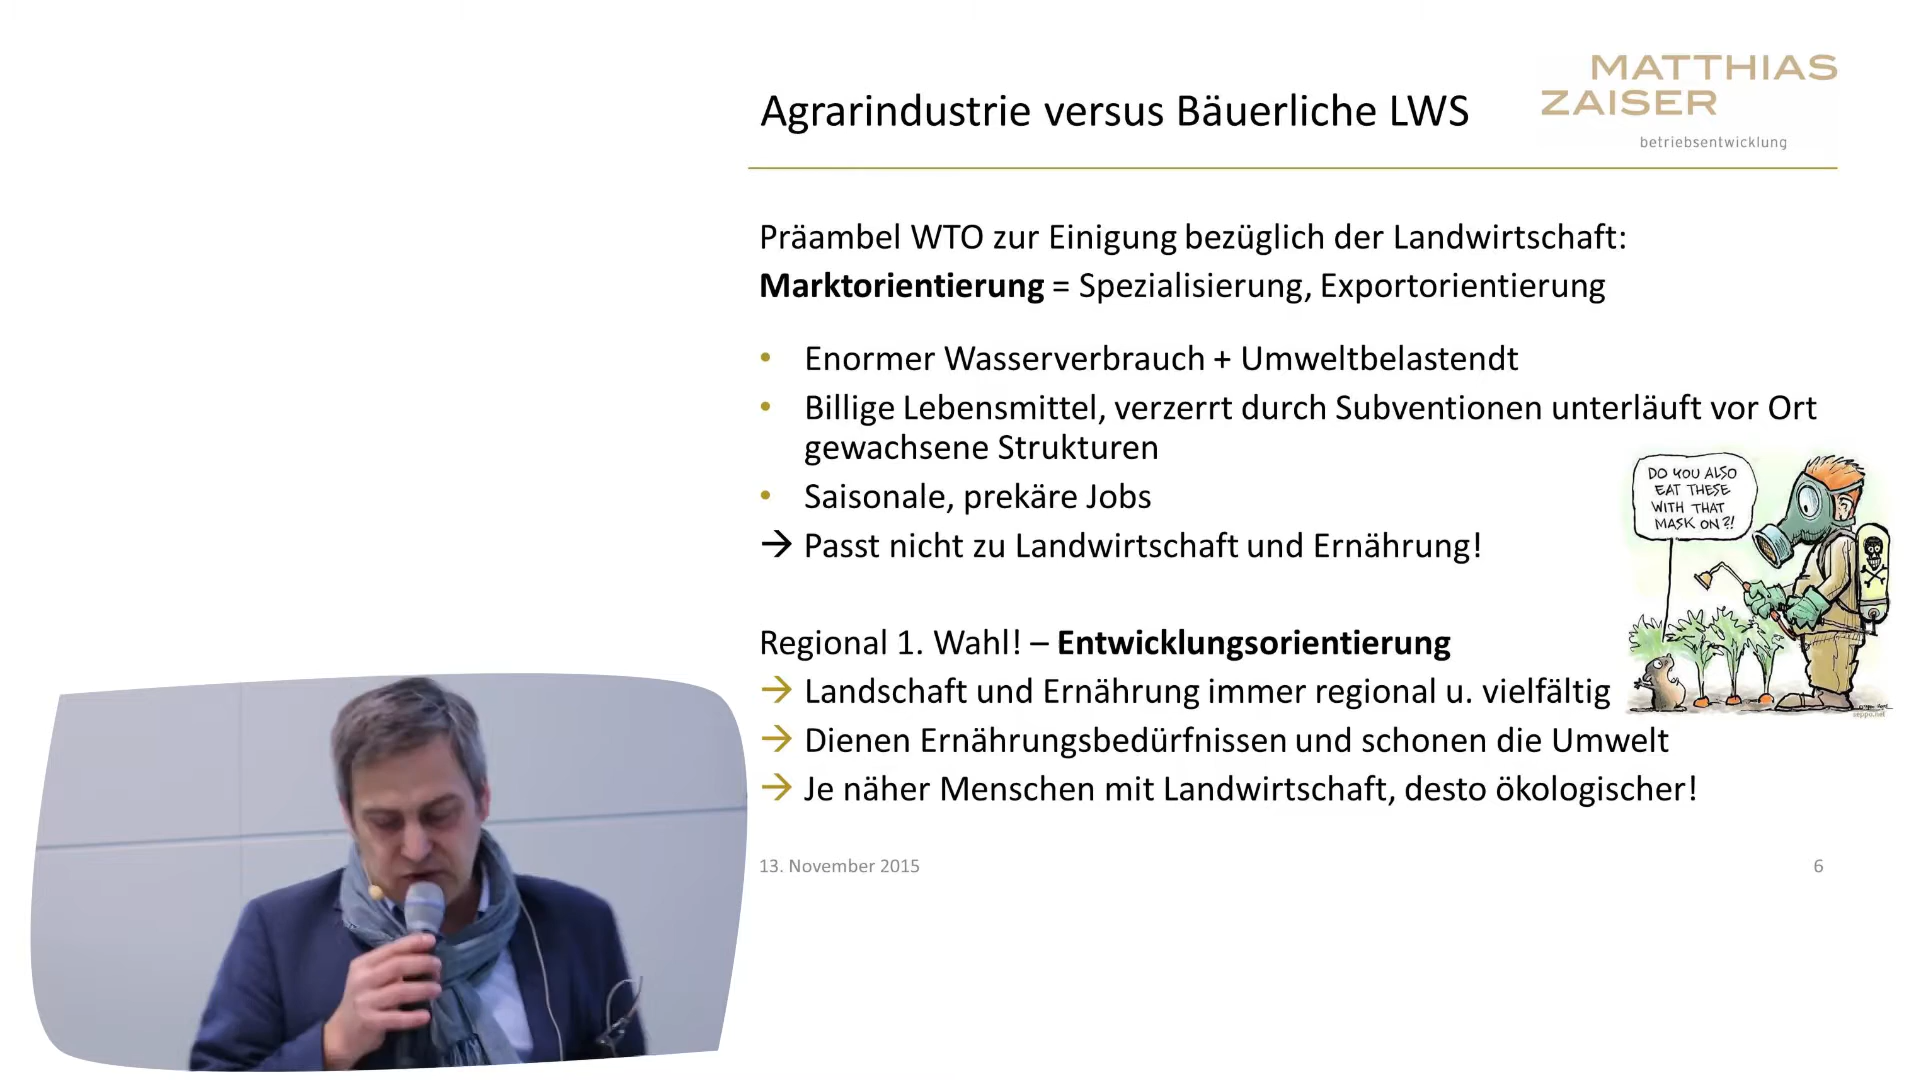 MATTHIAS
ZAISER
betriebsentwicklung
Agrarindustrie versus Bäuerliche LWS
Präambel WTO zur Einigung bezüglich der Landwirtschaft:
Marktorientierung = Spezialisierung, Exportorientierung
• Enormer Wasserverbrauch + Umweltbelastendt
• Billige Lebensmittel, verzerrt durch Subventionen unterläuft vor Ort
gewachsene Strukturen
• Saisonale, prekäre Jobs
→ Passt nicht zu Landwirtschaft und Ernährung!
DO YOU ALSO
EAT THESE
WITH THAT
MASK ON?!
Regional 1. Wahl! – Entwicklungsorientierung
→ Landschaft und Ernährung immer regional u. vielfältig
→ Dienen Ernährungsbedürfnissen und schonen die Umwelt
→ Je näher Menschen mit Landwirtschaft, desto ökologischer!
13. November 2015
6